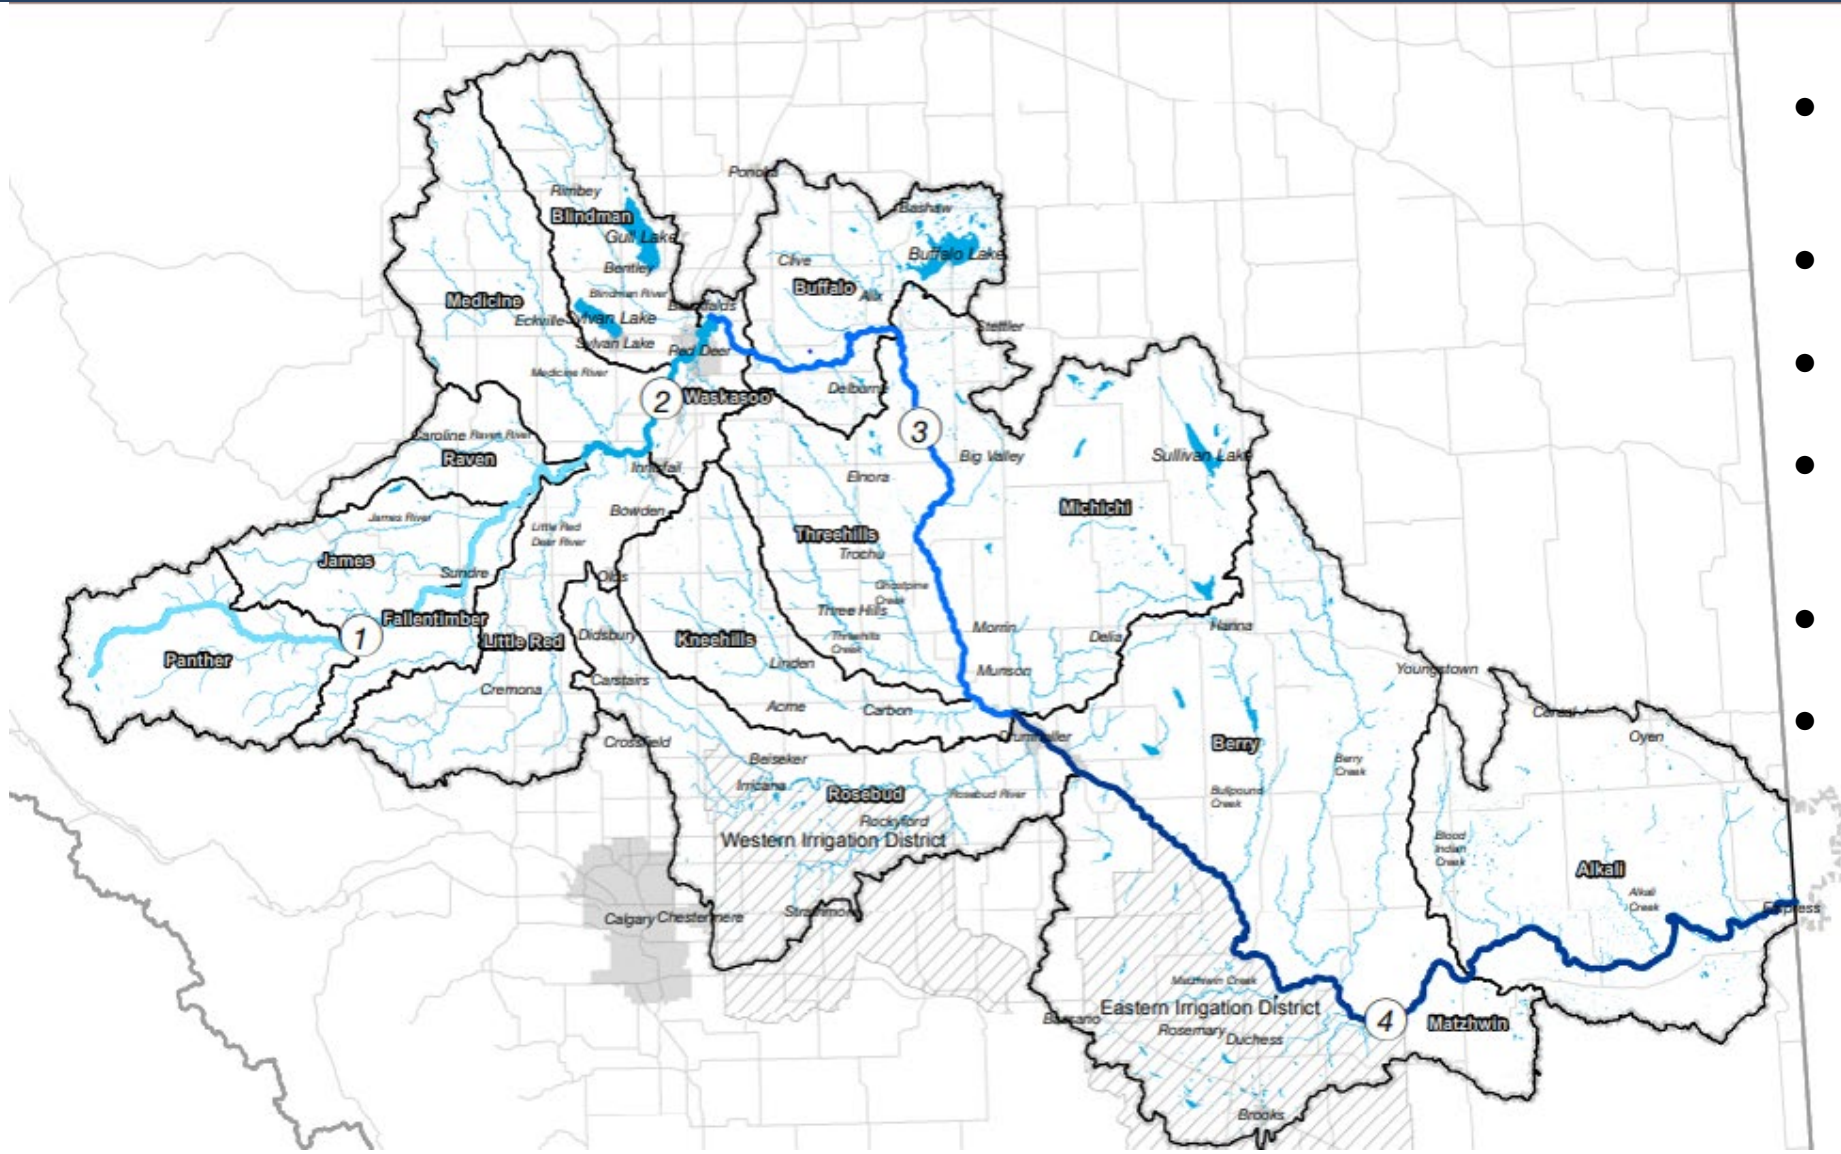 Ponoka
Rimbey
Blindman
Gull Lake
Bashaw
Buffalo Lake
Clive
Bentley
Buffalo
Alix
Blindman River
Medicine
Blackfalds
Eckville
Sylvan Lake
Stettler
Sylvan Lake
Red Deer
Medicine River
Delburne
2
Waskasoo
3
Caroline
Raven River
Raven
Big Valley
Sullivan Lake
Innisfail
Elnora
Bowden
Michichi
James River
Little Red
Deer River
Threehills
Trochu
James
Sundre
Olds
Ghostpine
Creek
Three Hills
Fallentimber
1
Little Red
Didsbury
Kneehills
Threehills
Creek
Morrin
Delia
Hanna
Panther
Linden
Munson
Youngstown
Cremona
Carstairs
Acme
Carbon
Cereal
Crossfield
Drumheller
Berry
Oyen
Beiseker
Berry
Creek
Irricana
Rosebud
Rosebud River
Bullpound
Creek
Rockyford
Western Irrigation District
Blood
Indian
Creek
Alkali
Alkali
Creek
Calgary
Chestermere
Strathmore
Empress
Matzhwin Creek
Eastern Irrigation District
4
Matzhwin
Bassano
Rosemary
Duchess
Brooks